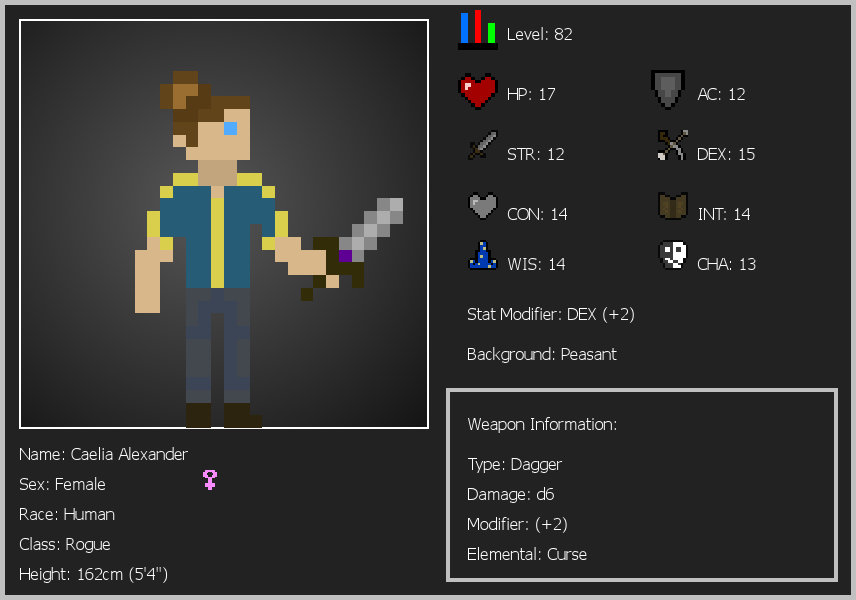 Level: 82
HP: 17
AC: 12
STR: 12
DEX: 15
CON: 14
INT: 14
WIS: 14
CHA: 13
Stat Modifier: DEX (+2)
Background: Peasant
Weapon Information:
Type: Dagger
Damage: d6
Modifier: (+2)
Elemental: Curse
Name: Caelia Alexander
Sex: Female
Race: Human
Class: Rogue
Height: 162cm (5'4")